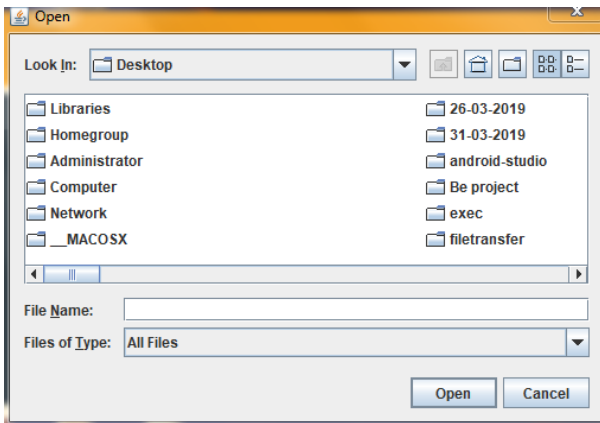 Open
Look In: Desktop
Libraries
Homegroup
Administrator
Computer
Network
__MACOSX
26-03-2019
31-03-2019
android-studio
Be project
exec
filetransfer
File Name:
Files of Type: All Files
Open Cancel